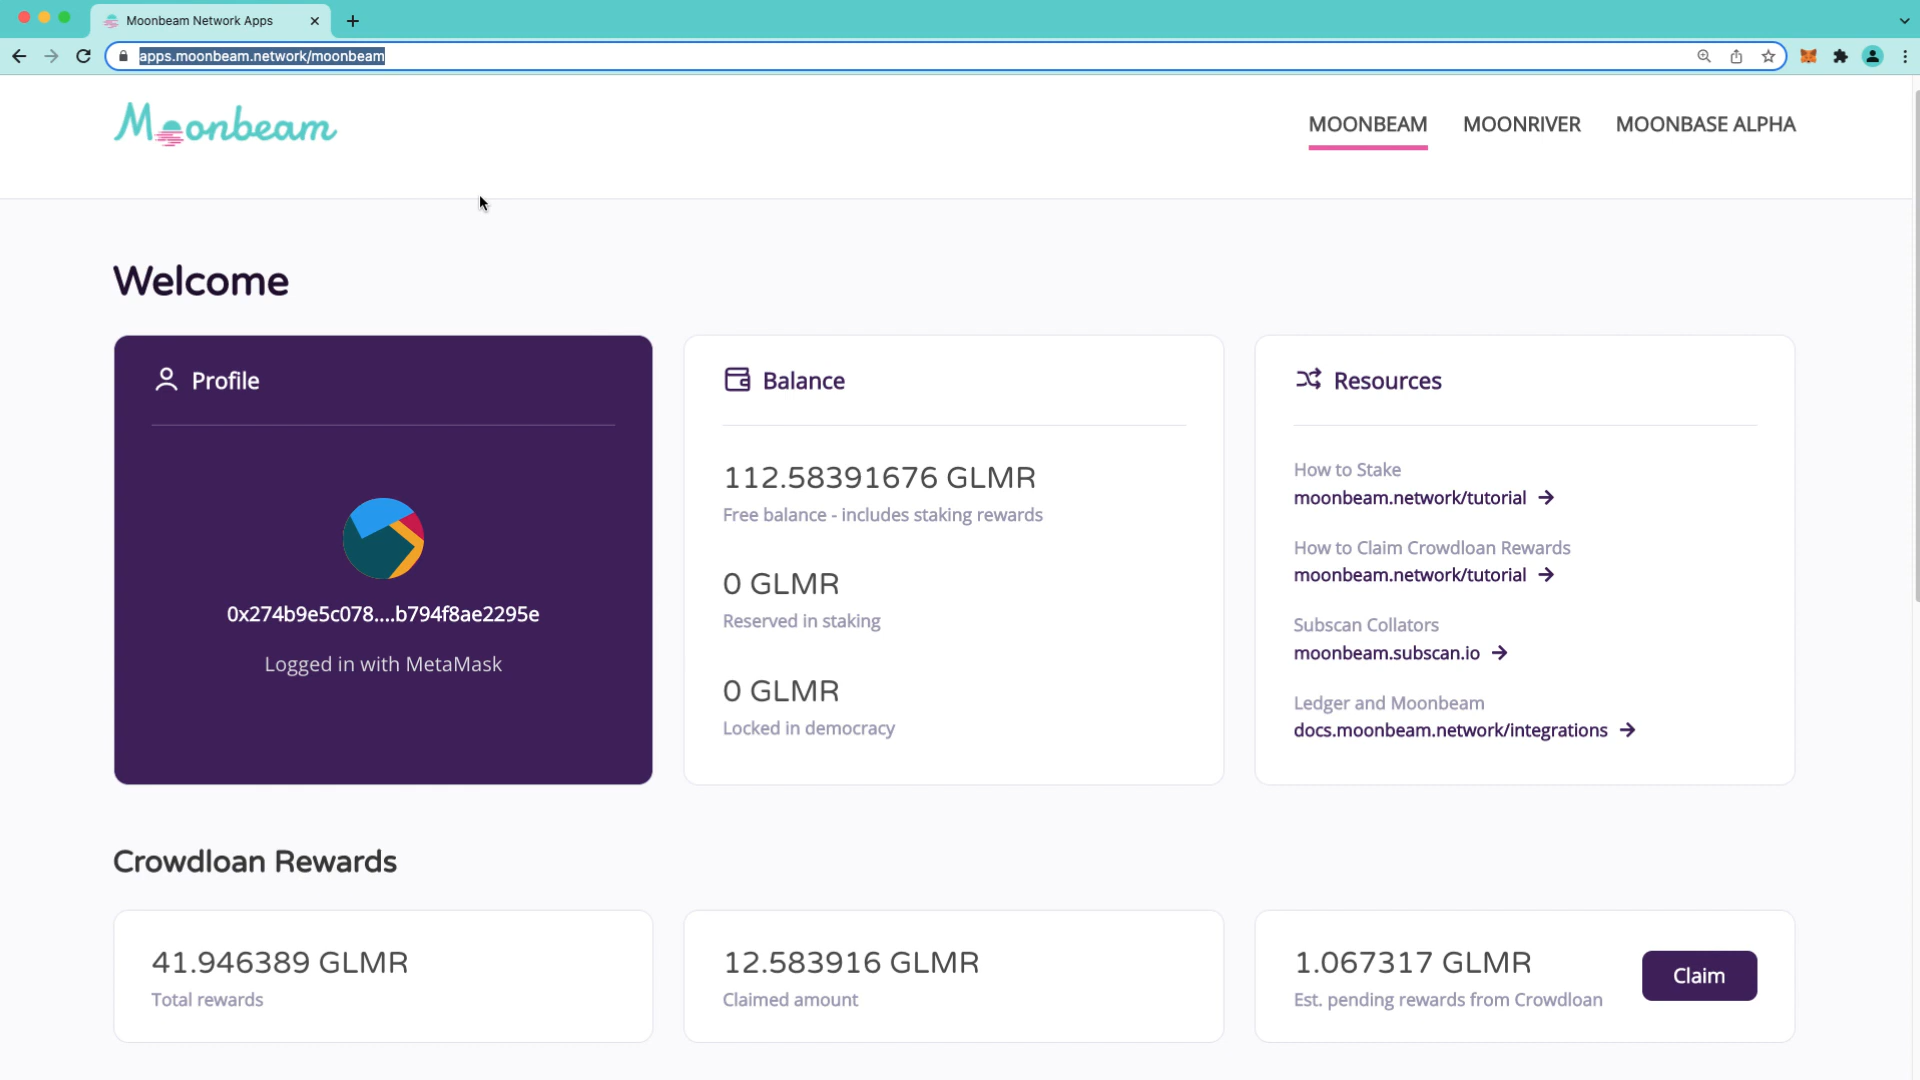 Moonbeam Network Apps
apps.moonbeam.network/moonbeam
Moonbeam
MOONBEAM MOONRIVER MOONBASE ALPHA
Welcome
Profile
0x274b9e5c078....b794f8ae2295e
Logged in with MetaMask
Balance
112.58391676 GLMR
Free balance - includes staking rewards
0 GLMR
Reserved in staking
0 GLMR
Locked in democracy
Resources
How to Stake
moonbeam.network/tutorial →
How to Claim Crowdloan Rewards
moonbeam.network/tutorial →
Subscan Collators
moonbeam.subscan.io →
Ledger and Moonbeam
docs.moonbeam.network/integrations →
Crowdloan Rewards
41.946389 GLMR
Total rewards
12.583916 GLMR
Claimed amount
1.067317 GLMR
Est. pending rewards from Crowdloan
Claim